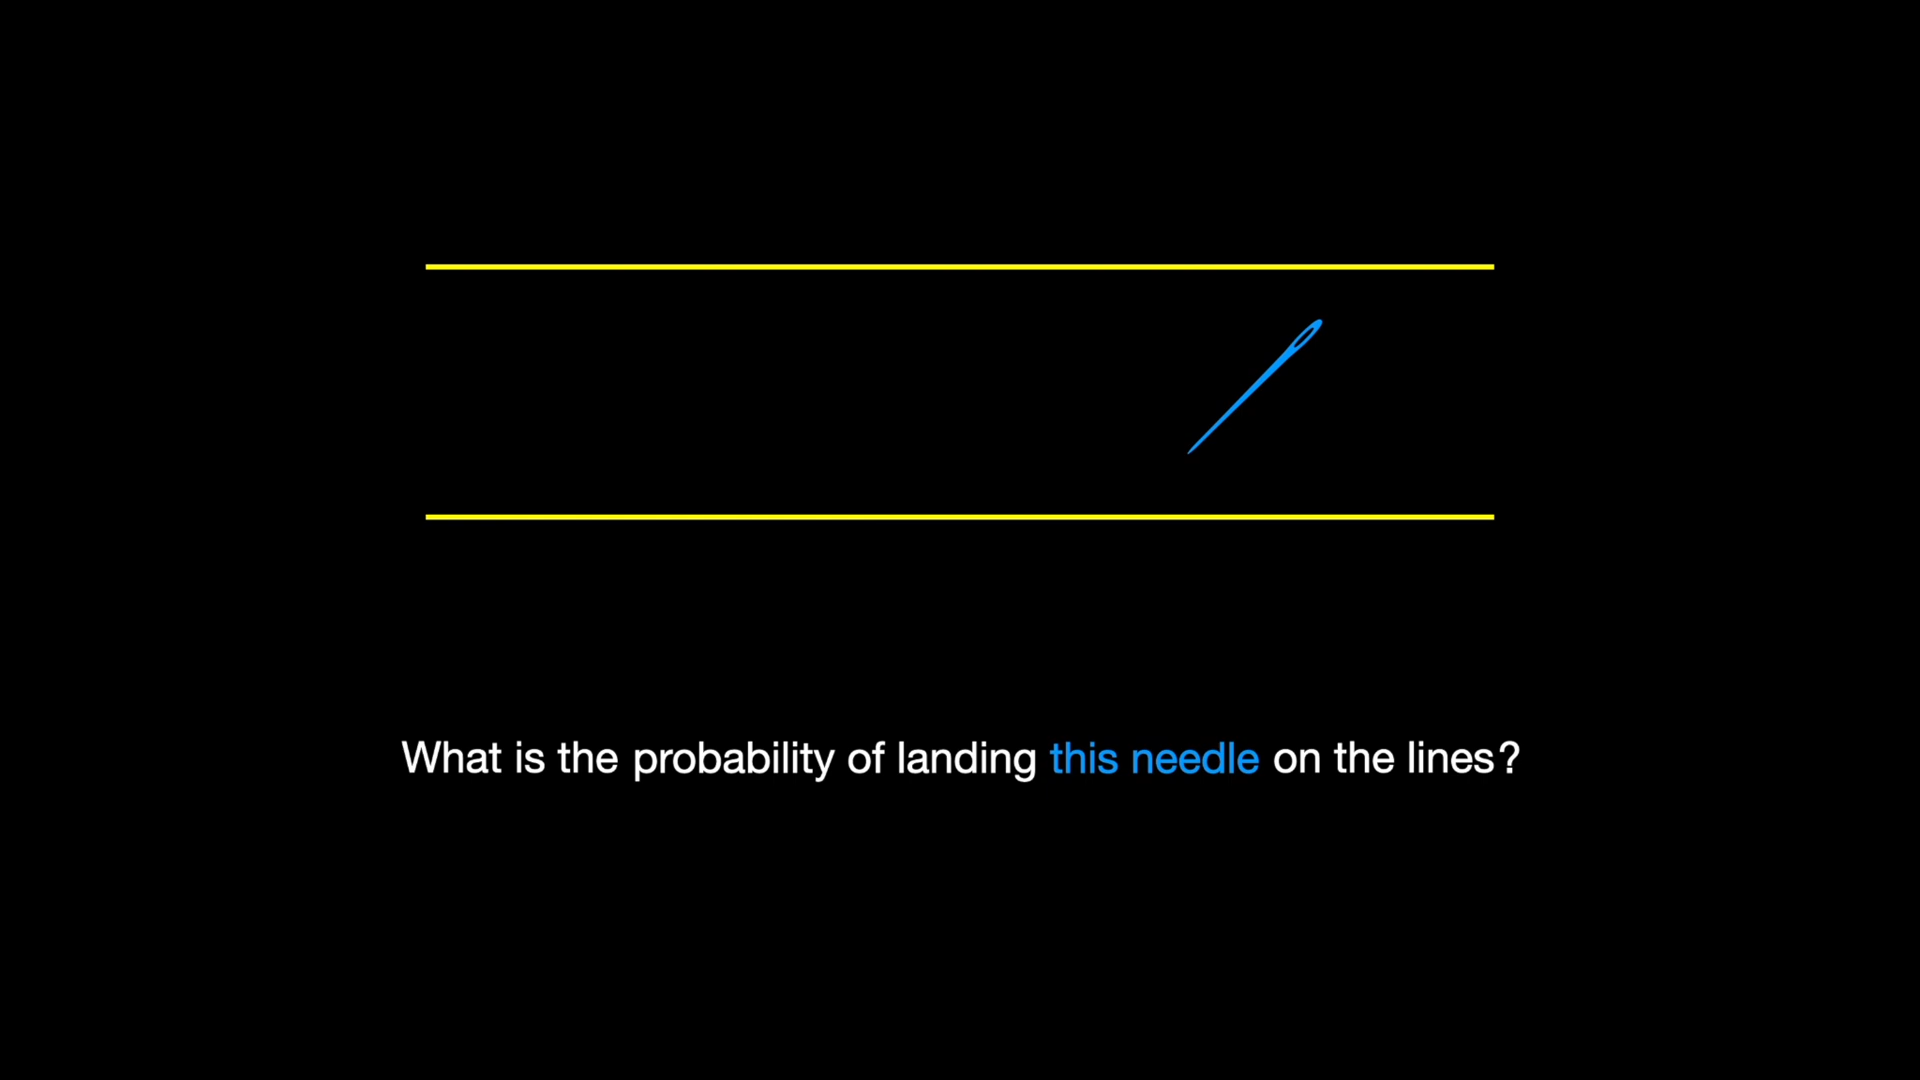 What is the probability of landing this needle on the lines?